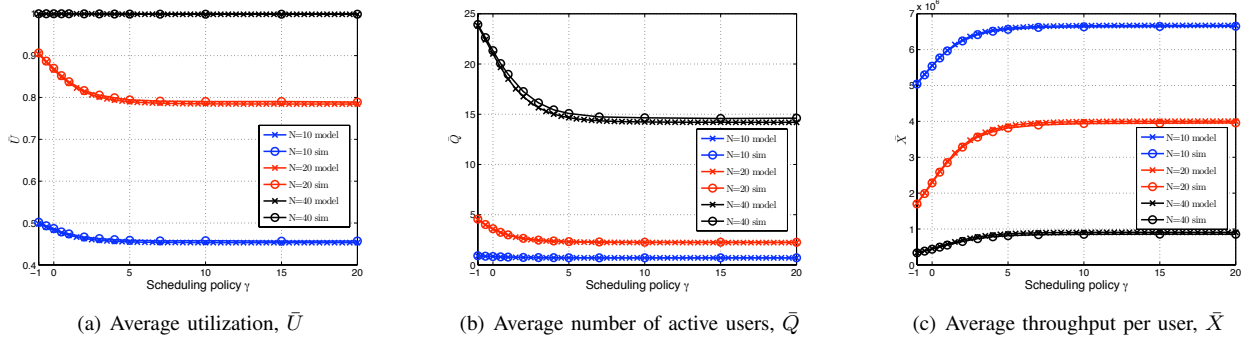 1
0.9
0.8
0.7
0.6
0.5
0.4
−1 0 5 10 15 20
Ū
Scheduling policy γ
N=10 model
N=10 sim
N=20 model
N=20 sim
N=40 model
N=40 sim
(a) Average utilization, Ū
25
20
15
10
5
0
−1 0 5 10 15 20
Q̄
Scheduling policy γ
N=10 model
N=10 sim
N=20 model
N=20 sim
N=40 model
N=40 sim
(b) Average number of active users, Q̄
7
6
5
4
3
2
1
0
−1 0 5 10 15 20
X̄
Scheduling policy γ
N=10 model
N=10 sim
N=20 model
N=20 sim
N=40 model
N=40 sim
(c) Average throughput per user, X̄